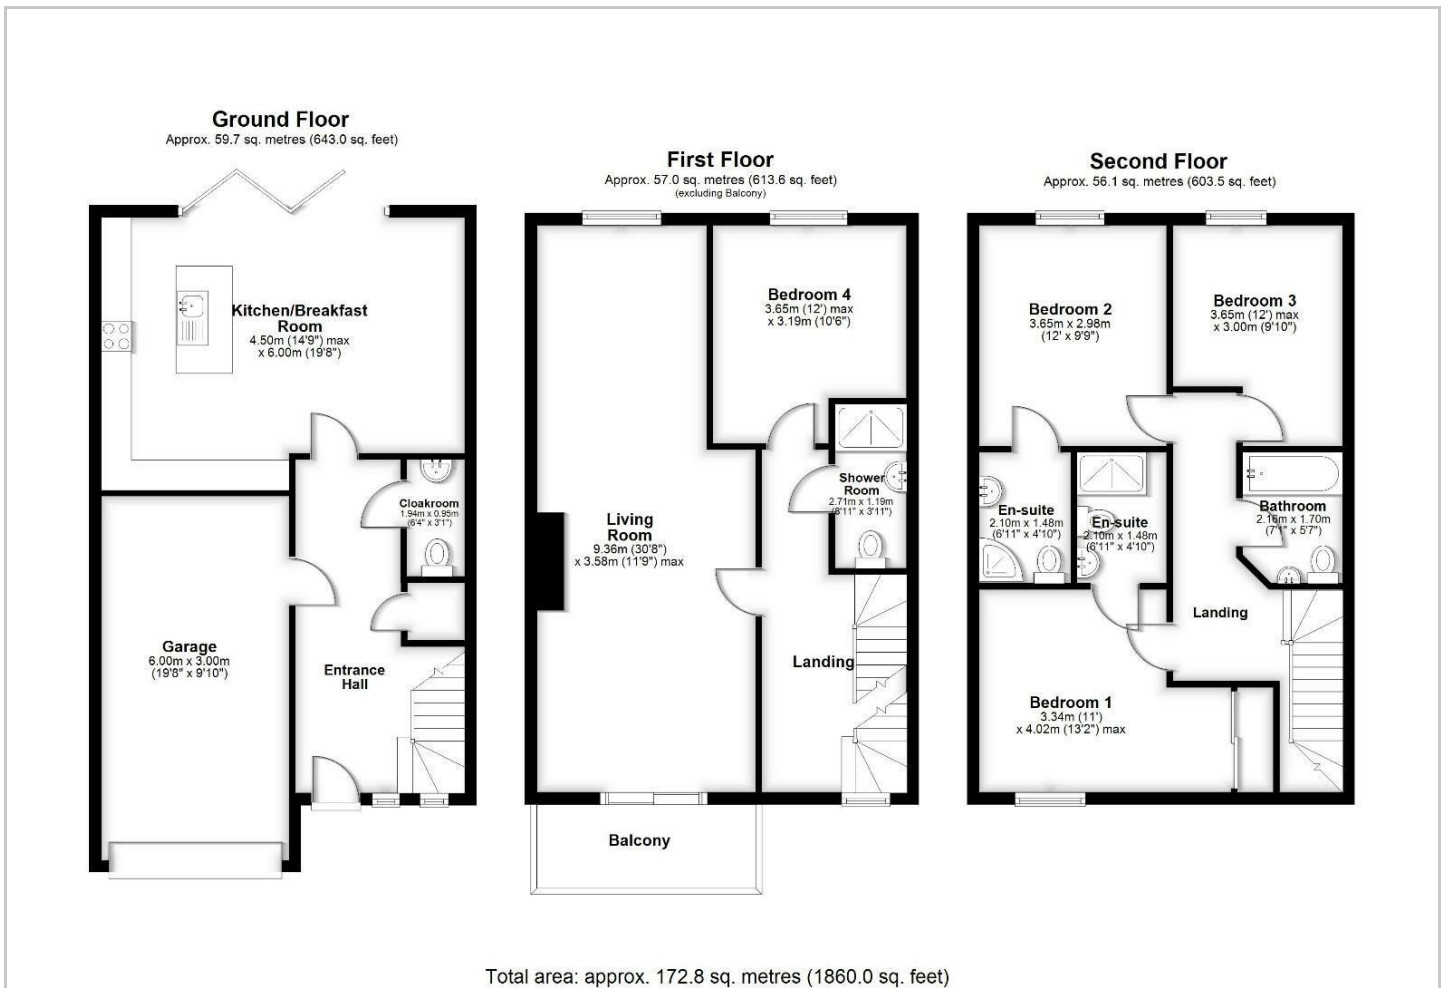 Ground Floor
Approx. 59.7 sq. metres (643.0 sq. feet)
Kitchen/Breakfast
Room
4.50m (14'9") max
x 6.00m (19'8")
Cloakroom
1.94m x 0.95m
(6'4" x 3'1")
Garage
6.00m x 3.00m
(19'8" x 9'10")
Entrance
Hall
First Floor
Approx. 57.0 sq. metres (613.6 sq. feet)
(excluding Balcony)
Bedroom 4
3.65m (12') max
x 3.19m (10'6")
Shower
Room
2.71m x 1.19m
(8'11" x 3'11")
Living
Room
9.36m (30'8")
x 3.58m (11'9") max
Landing
Balcony
Second Floor
Approx. 56.1 sq. metres (603.5 sq. feet)
Bedroom 2
3.65m x 2.98m
(12' x 9'9")
Bedroom 3
3.65m (12') max
x 3.00m (9'10")
En-suite
2.10m x 1.48m
(6'11" x 4'10")
En-suite
2.10m x 1.48m
(6'11" x 4'10")
Bathroom
2.16m x 1.70m
(7'1" x 5'7")
Landing
Bedroom 1
3.34m (11')
x 4.02m (13'2") max
Total area: approx. 172.8 sq. metres (1860.0 sq. feet)